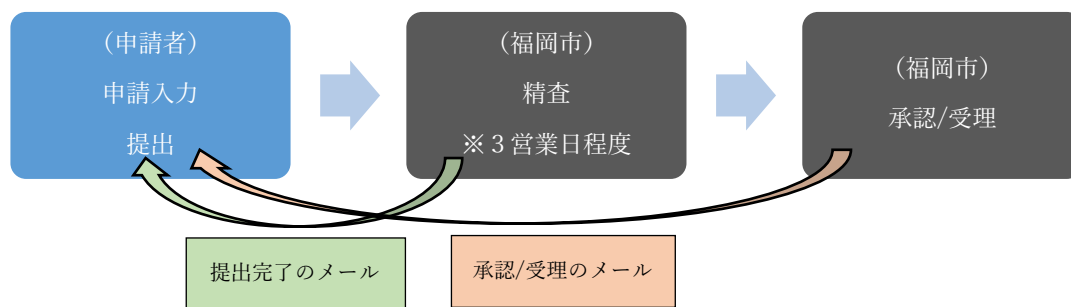 （申請者）
申請入力
提出
（福岡市）
精査
※３営業日程度
（福岡市）
承認/受理
提出完了のメール
承認/受理のメール